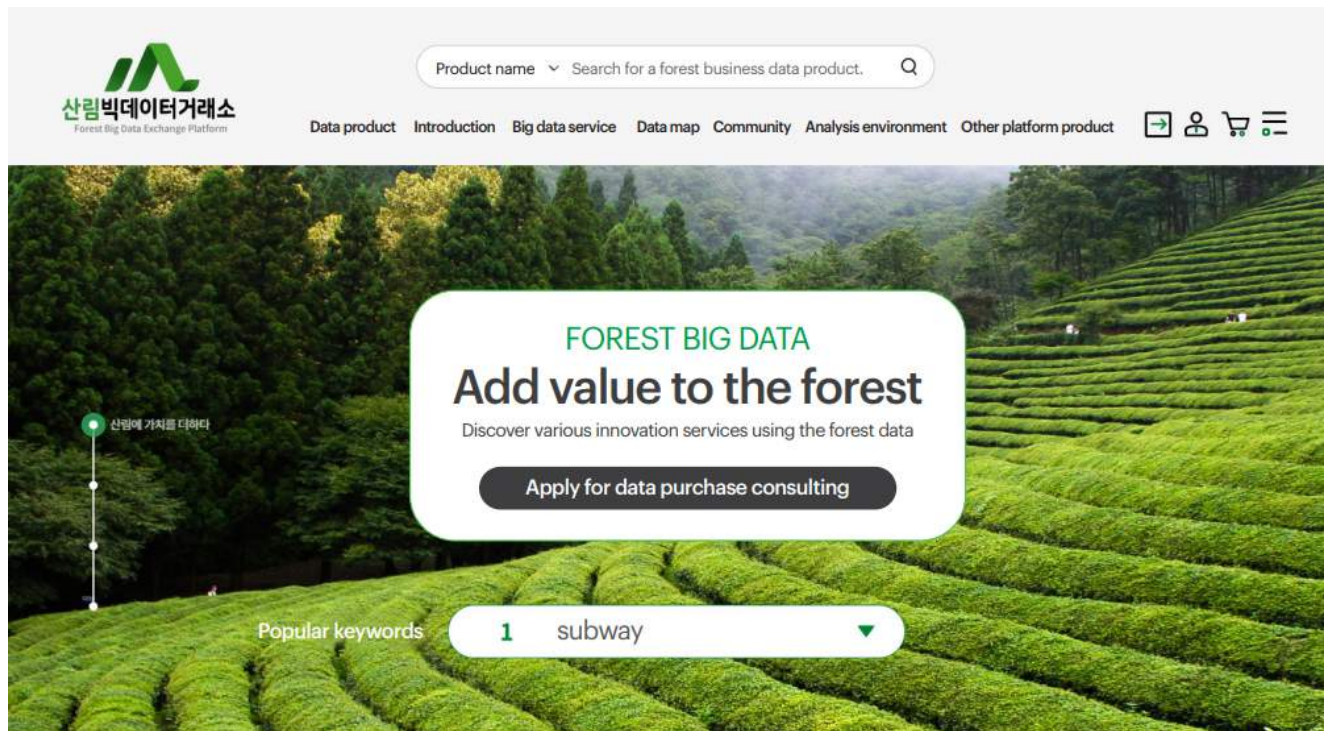 Product name Search for a forest business data product.
산림빅데이터거래소
Forest Big Data Exchange Platform
Data product Introduction Big data service Data map Community Analysis environment Other platform product
FOREST BIG DATA
Add value to the forest
Discover various innovation services using the forest data
산림에 가치를 더하다
Apply for data purchase consulting
Popular keywords 1 subway